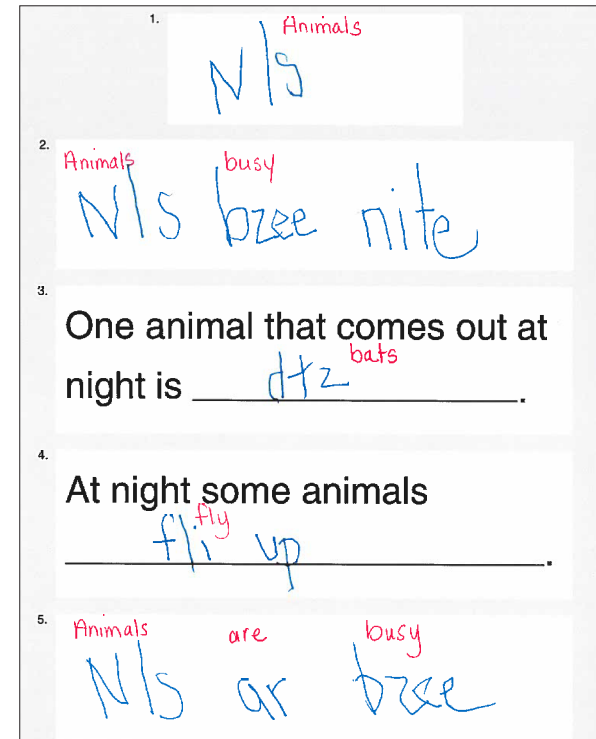 1. Animals
Nls
2. Animals busy
Nls bzee nite
3. One animal that comes out at
night is dtz bats.
4. At night some animals
fli fly up.
5. Animals are busy
Nls ar bzee